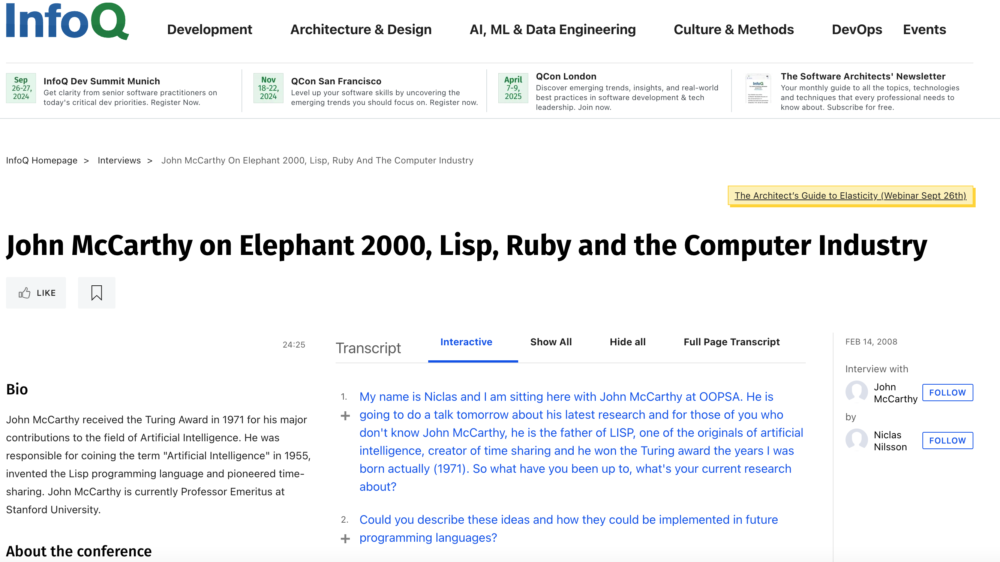 InfoQ
Development Architecture & Design AI, ML & Data Engineering Culture & Methods DevOps Events
Sep
26-27,
2024
InfoQ Dev Summit Munich
Get clarity from senior software practitioners on
today's critical dev priorities. Register Now.
Nov
18-22,
2024
QCon San Francisco
Level up your software skills by uncovering the
emerging trends you should focus on. Register now.
April
7-9,
2025
QCon London
Discover emerging trends, insights, and real-world
best practices in software development & tech
leadership. Join now.
InfoQ
The Software Architects' Newsletter
Your monthly guide to all the topics, technologies
and techniques that every professional needs to
know about. Subscribe for free.
InfoQ Homepage > Interviews > John McCarthy On Elephant 2000, Lisp, Ruby And The Computer Industry
The Architect’s Guide to Elasticity (Webinar Sept 26th)
John McCarthy on Elephant 2000, Lisp, Ruby and the Computer Industry
LIKE
24:25
Bio
John McCarthy received the Turing Award in 1971 for his major
contributions to the field of Artificial Intelligence. He was
responsible for coining the term "Artificial Intelligence" in 1955,
invented the Lisp programming language and pioneered time-
sharing. John McCarthy is currently Professor Emeritus at
Stanford University.
About the conference
Transcript Interactive Show All Hide all Full Page Transcript
1. My name is Niclas and I am sitting here with John McCarthy at OOPSA. He is
+ going to do a talk tomorrow about his latest research and for those of you who
don't know John McCarthy, he is the father of LISP, one of the originals of artificial
intelligence, creator of time sharing and he won the Turing award the years I was
born actually (1971). So what have you been up to, what's your current research
about?
2. Could you describe these ideas and how they could be implemented in future
+ programming languages?
FEB 14, 2008
Interview with
John
McCarthy
FOLLOW
by
Niclas
Nilsson
FOLLOW